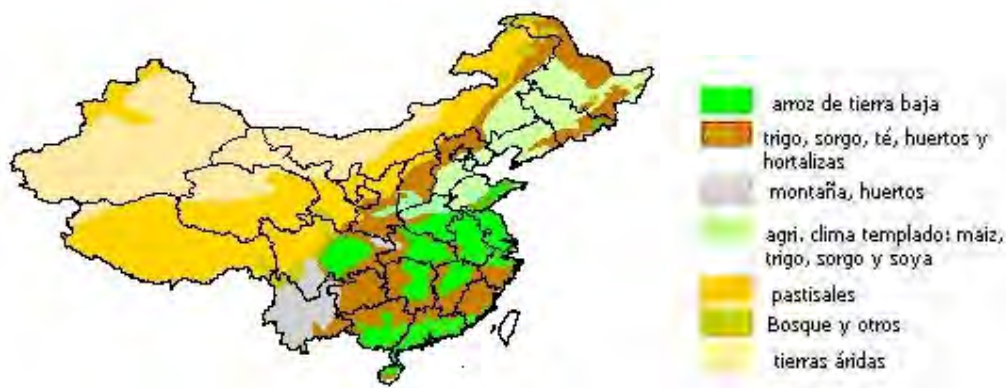 arroz de tierra baja
trigo, sorgo, té, huertos y
hortalizas
montaña, huertos
agri. clima templado: maiz,
trigo, sorgo y soya
pastisales
Bosque y otros
tierras áridas